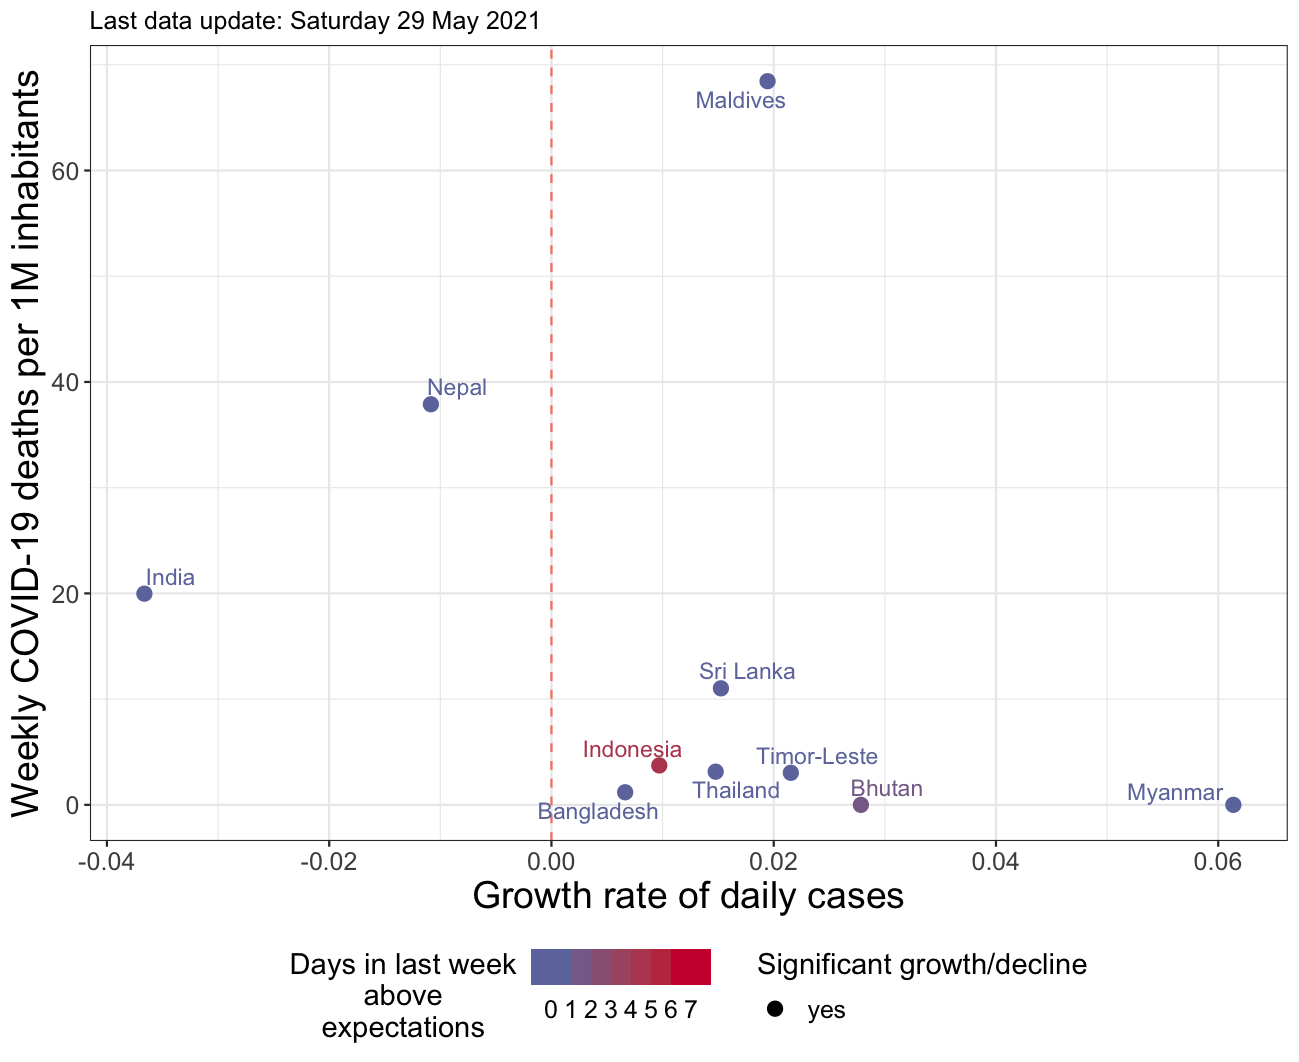 Last data update: Saturday 29 May 2021
Weekly COVID-19 deaths per 1M inhabitants
60
40
20
0
Maldives
Nepal
India
Sri Lanka
Indonesia
Timor-Leste
Thailand
Bhutan
Myanmar
Bangladesh
-0.04 -0.02 0.00 0.02 0.04 0.06
Growth rate of daily cases
Days in last week
above
expectations
0 1 2 3 4 5 6 7
Significant growth/decline
yes